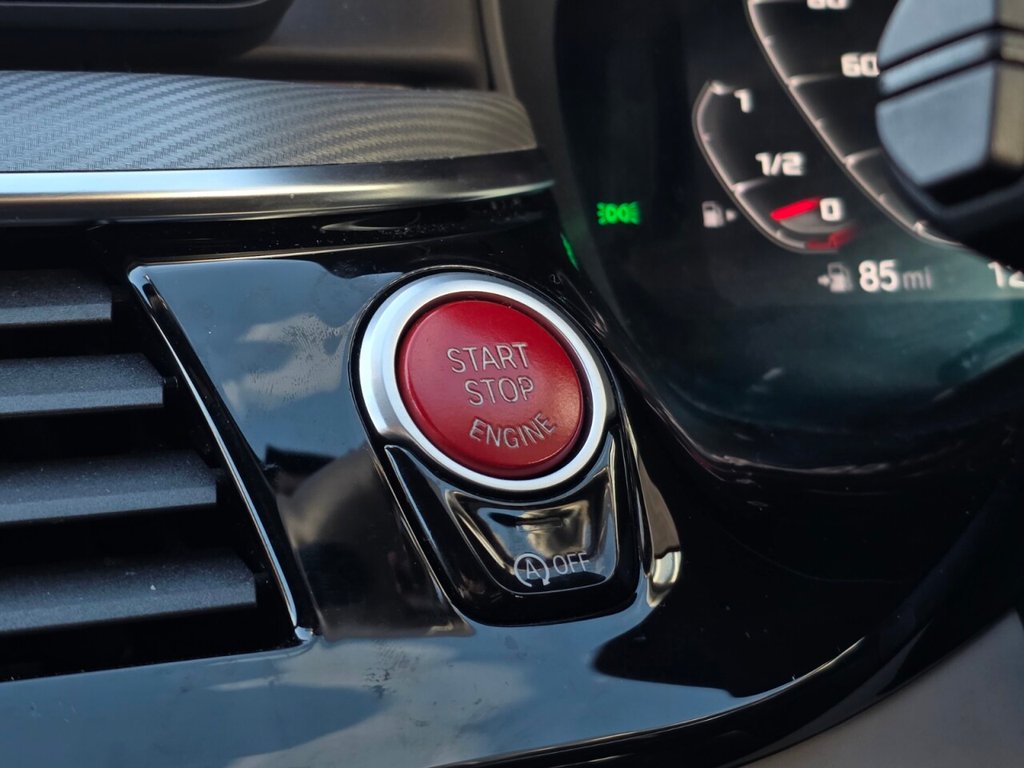 60
1
1/2
0
85 mi
START
STOP
ENGINE
A OFF